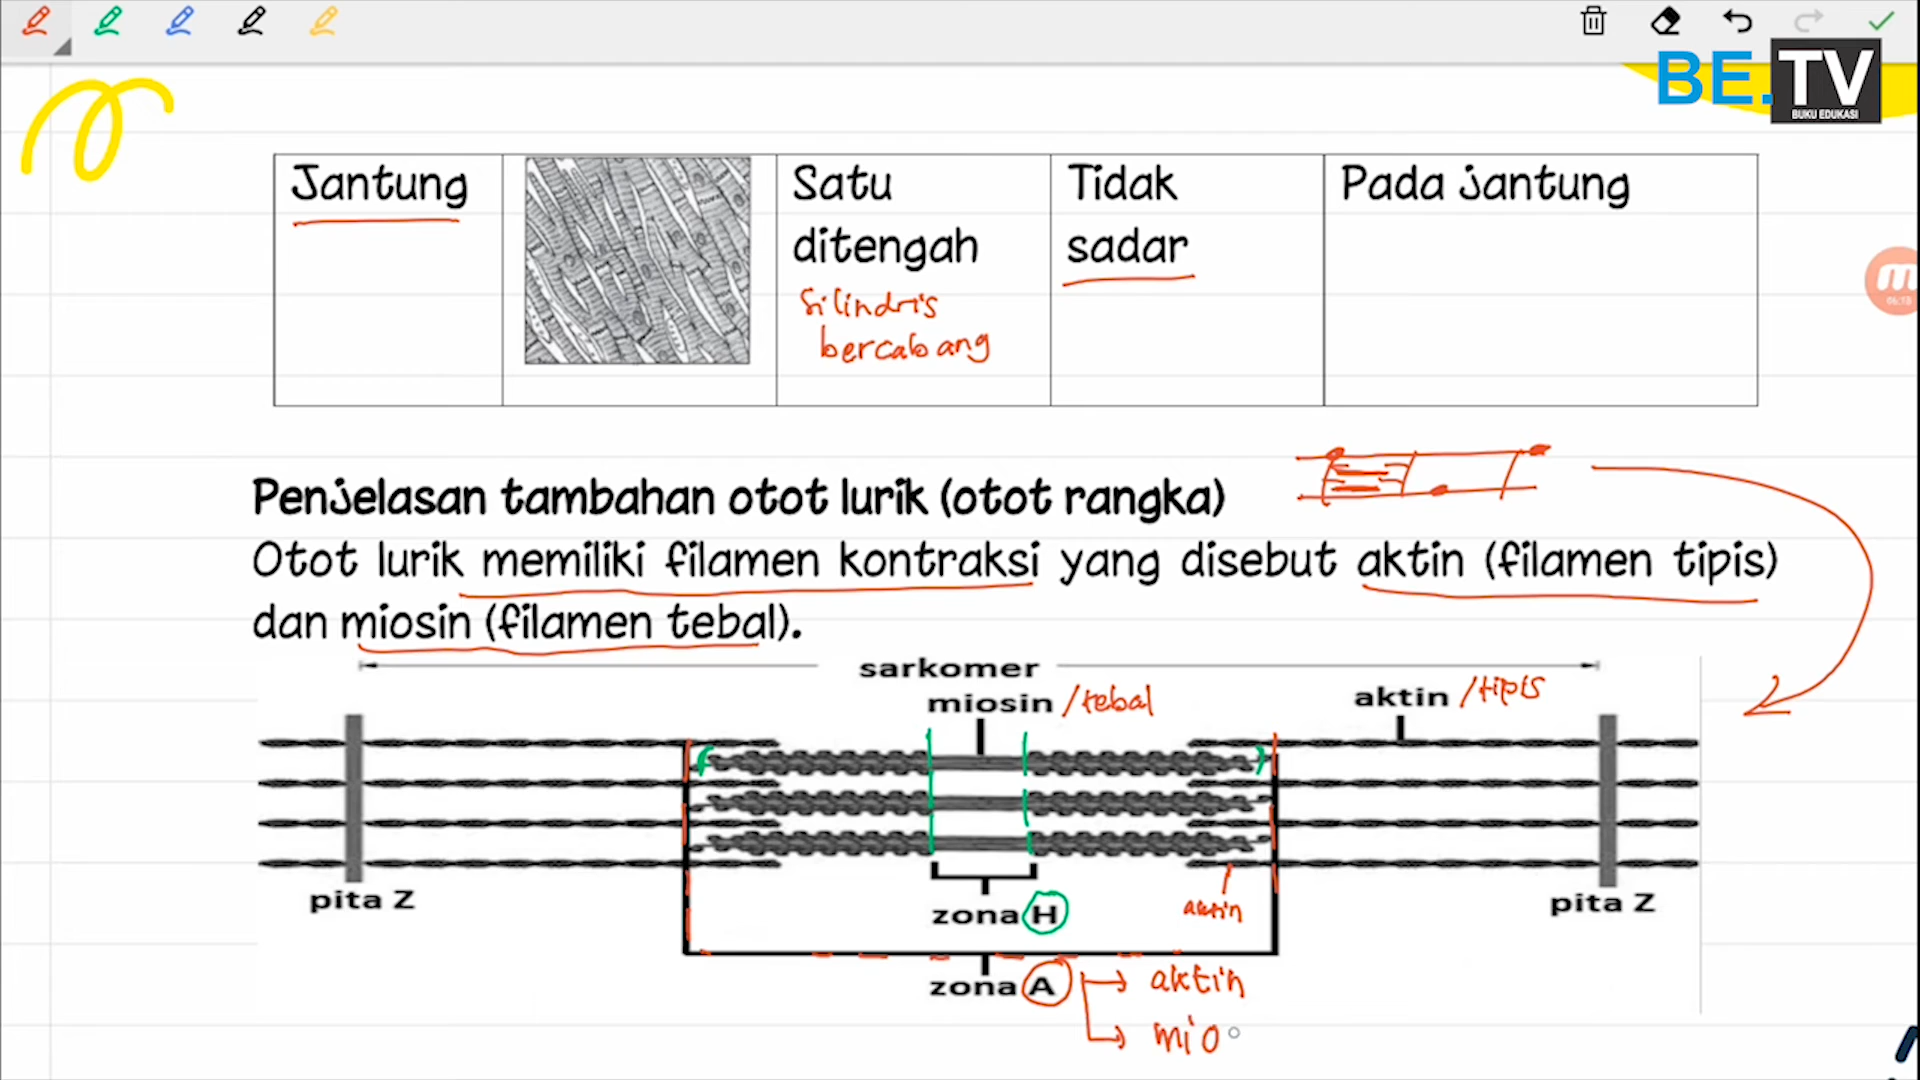 BE.TV
BUKU EDUKASI
Jantung
Satu
ditengah
Silindris
bercabang
Tidak
sadar
Pada jantung
06:18
Penjelasan tambahan otot lurik (otot rangka)
Otot lurik memiliki filamen kontraksi yang disebut aktin (filamen tipis)
dan miosin (filamen tebal).
sarkomer
miosin /tebal
aktin /tipis
pita Z
zona H
aktin
pita Z
zona A
aktin
mio